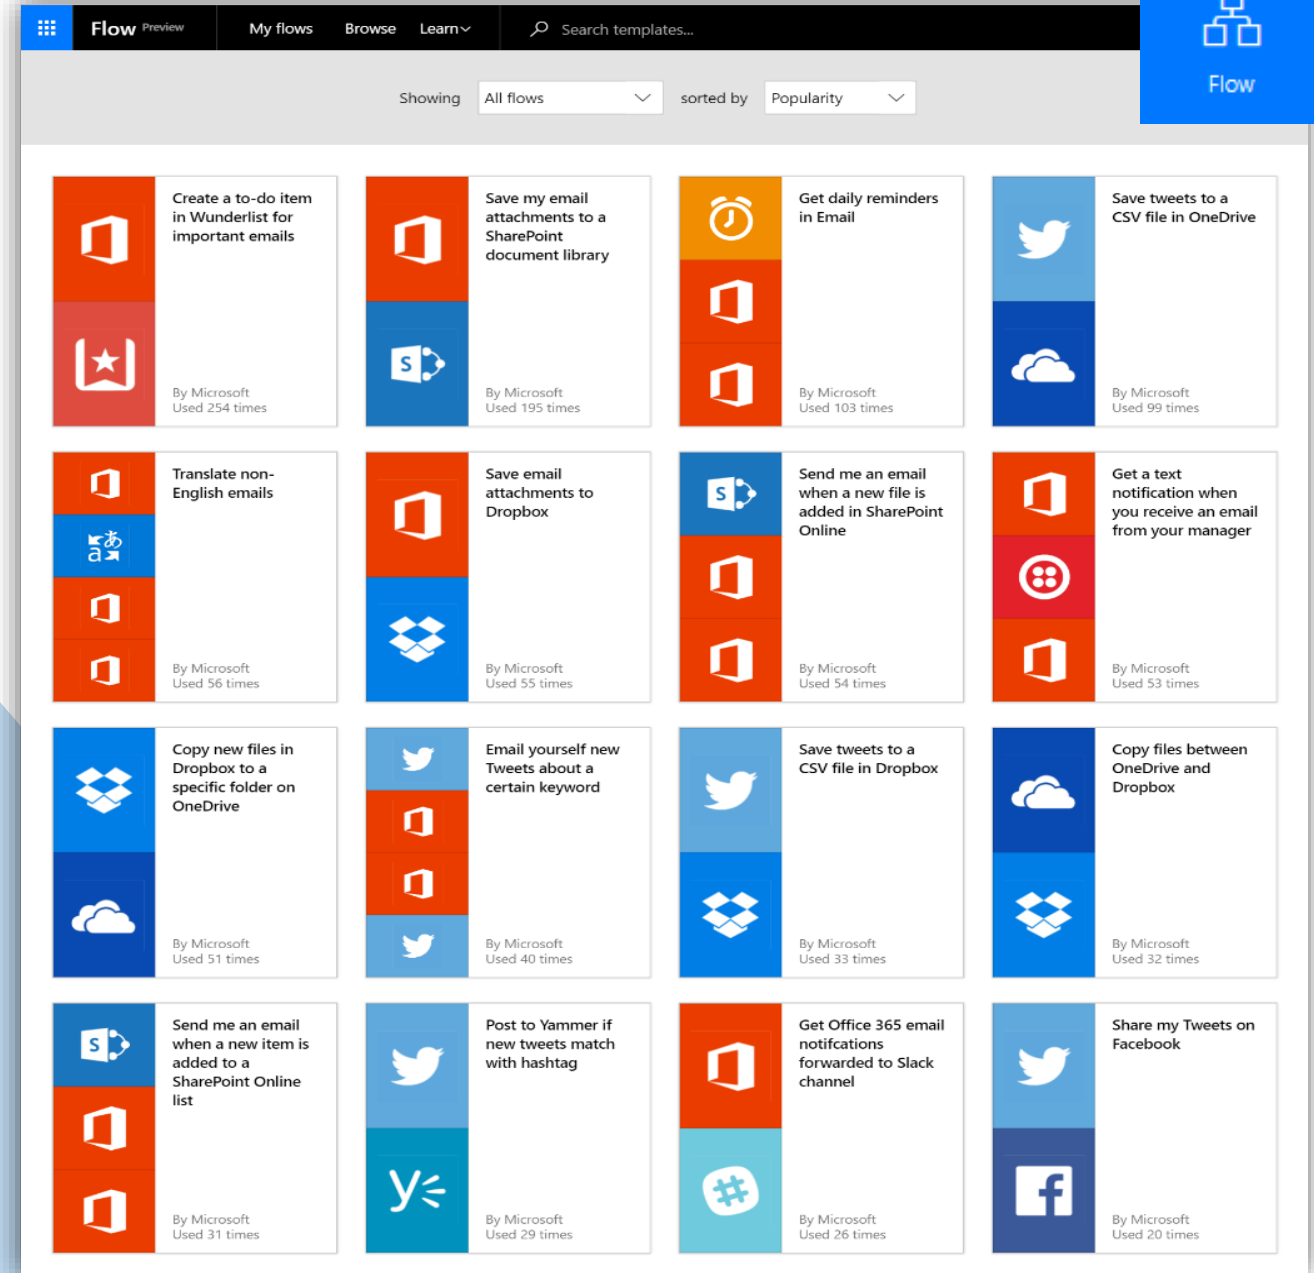 Flow Preview My flows Browse Learn Search templates...
Flow
Showing All flows sorted by Popularity
Create a to-do item
in Wunderlist for
important emails
By Microsoft
Used 254 times
Save my email
attachments to a
SharePoint
document library
S
By Microsoft
Used 195 times
Get daily reminders
in Email
By Microsoft
Used 103 times
Save tweets to a
CSV file in OneDrive
By Microsoft
Used 99 times
Translate non-
English emails
あ
a
By Microsoft
Used 56 times
Save email
attachments to
Dropbox
By Microsoft
Used 55 times
S
Send me an email
when a new file is
added in SharePoint
Online
By Microsoft
Used 54 times
Get a text
notification when
you receive an email
from your manager
By Microsoft
Used 53 times
Copy new files in
Dropbox to a
specific folder on
OneDrive
By Microsoft
Used 51 times
Email yourself new
Tweets about a
certain keyword
By Microsoft
Used 40 times
Save tweets to a
CSV file in Dropbox
By Microsoft
Used 33 times
Copy files between
OneDrive and
Dropbox
By Microsoft
Used 32 times
S
Send me an email
when a new item is
added to a
SharePoint Online
list
By Microsoft
Used 31 times
Post to Yammer if
new tweets match
with hashtag
By Microsoft
Used 29 times
Get Office 365 email
notifcations
forwarded to Slack
channel
By Microsoft
Used 26 times
Share my Tweets on
Facebook
By Microsoft
Used 20 times